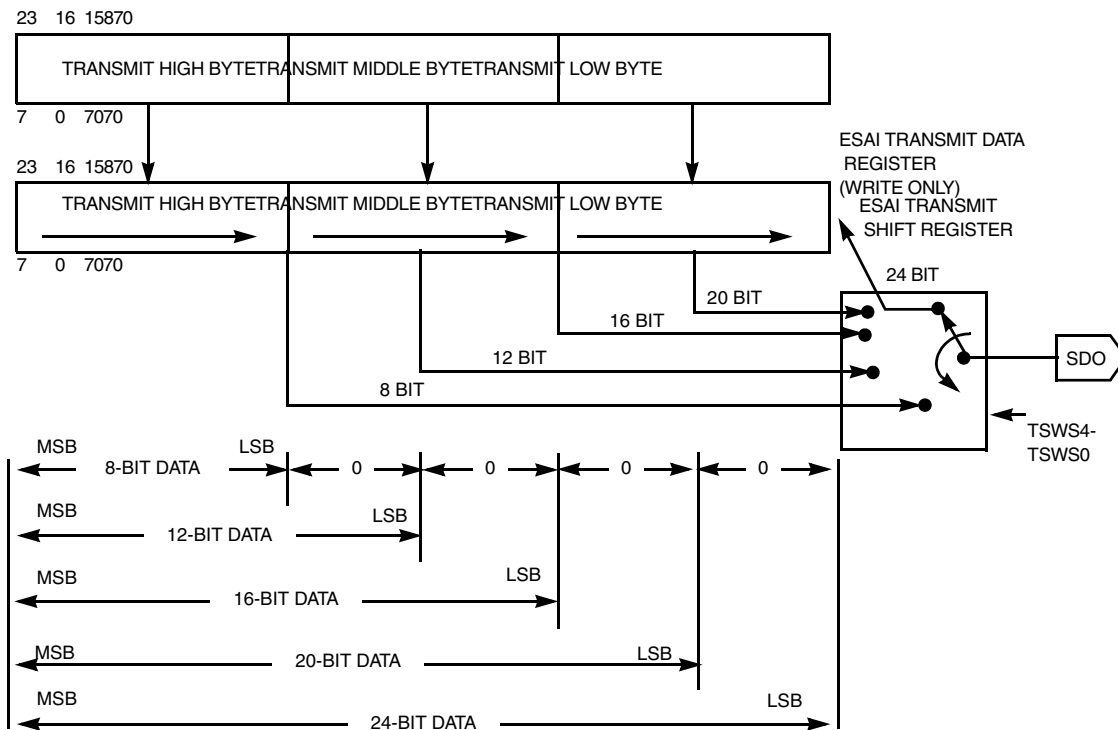 23 16 15870
TRANSMIT HIGH BYTETRANSMIT MIDDLE BYTETRANSMIT LOW BYTE
7 0 7070
23 16 15870
TRANSMIT HIGH BYTETRANSMIT MIDDLE BYTETRANSMIT LOW BYTE
7 0 7070
ESAI TRANSMIT DATA
REGISTER
(WRITE ONLY)
ESAI TRANSMIT
SHIFT REGISTER
24 BIT
20 BIT
16 BIT
12 BIT
8 BIT
SDO
TSWS4-
TSWS0
MSB LSB
8-BIT DATA 0 0 0 0
MSB LSB
12-BIT DATA
MSB LSB
16-BIT DATA
MSB LSB
20-BIT DATA
MSB LSB
24-BIT DATA